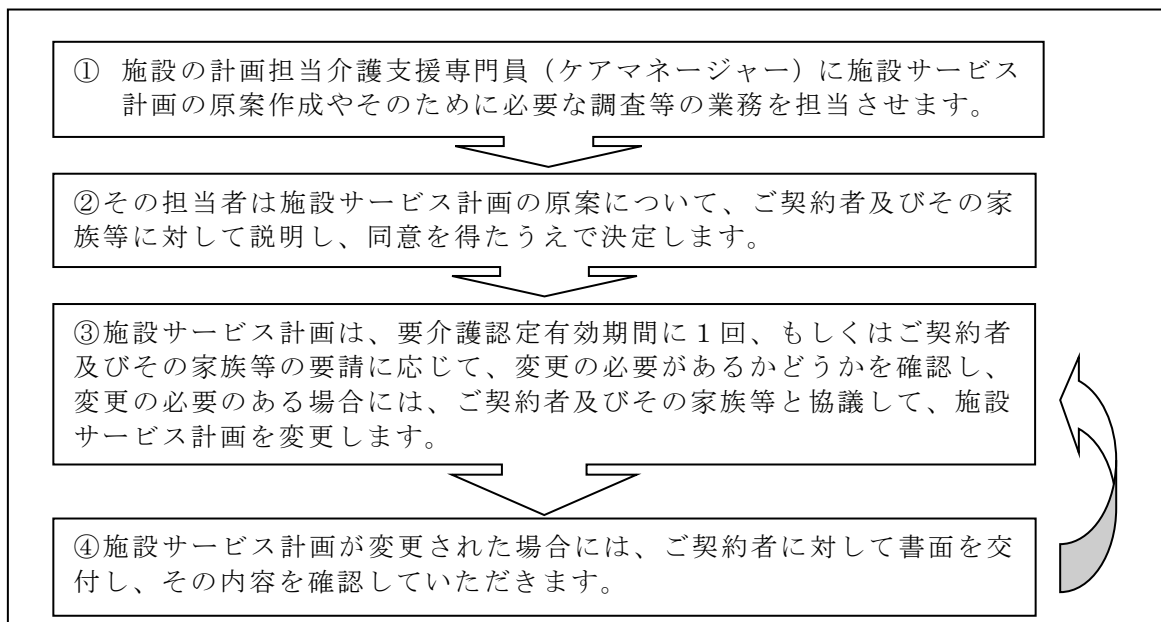 ① 施設の計画担当介護支援専門員（ケアマネージャー）に施設サービス
計画の原案作成やそのために必要な調査等の業務を担当させます。
②その担当者は施設サービス計画の原案について、ご契約者及びその家
族等に対して説明し、同意を得たうえで決定します。
③施設サービス計画は、要介護認定有効期間に１回、もしくはご契約者
及びその家族等の要請に応じて、変更の必要があるかどうかを確認し、
変更の必要のある場合には、ご契約者及びその家族等と協議して、施設
サービス計画を変更します。
④施設サービス計画が変更された場合には、ご契約者に対して書面を交
付し、その内容を確認していただきます。